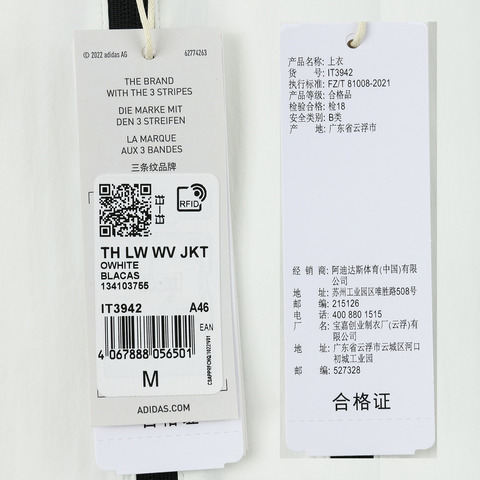 © 2022 adidas AG 62774263
THE BRAND
WITH THE 3 STRIPES
DIE MARKE MIT
DEN 3 STREIFEN
LA MARQUE
AUX 3 BANDES
三条纹品牌
RFID
TH LW WV JKT
OWHITE
BLACAS
134103755
IT3942 A46
EAN
4 067888 056501
M
ADIDAS.COM
合格证
产品名称: 上衣
货 号: IT3942
执行标准: FZ/T 81008-2021
产品等级: 合格品
检验合格: 检18
安全类别: B类
产 地: 广东省云浮市
经 销 商: 阿迪达斯体育(中国)有限
公司
地 址: 苏州工业园区唯胜路508号
邮 编: 215126
电 话: 400 880 1515
厂 商: 宝嘉创业制衣厂(云浮)有
限公司
地 址: 广东省云浮市云城区河口
初城工业园
邮 编: 527328
合格证